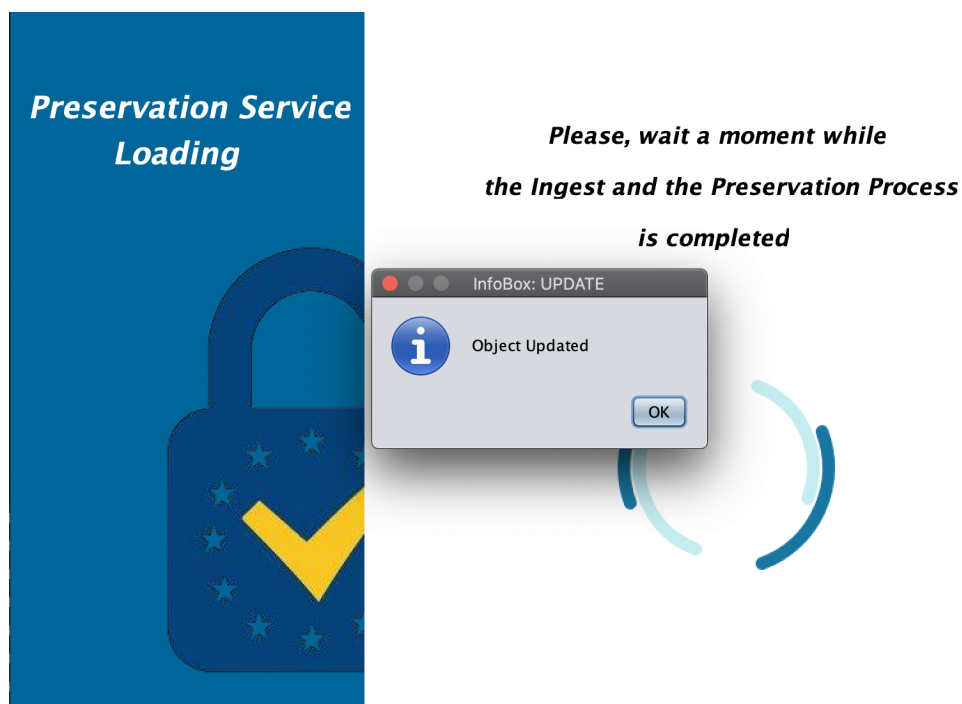 Preservation Service
Loading
Please, wait a moment while
the Ingest and the Preservation Process
is completed
InfoBox: UPDATE
Object Updated
OK